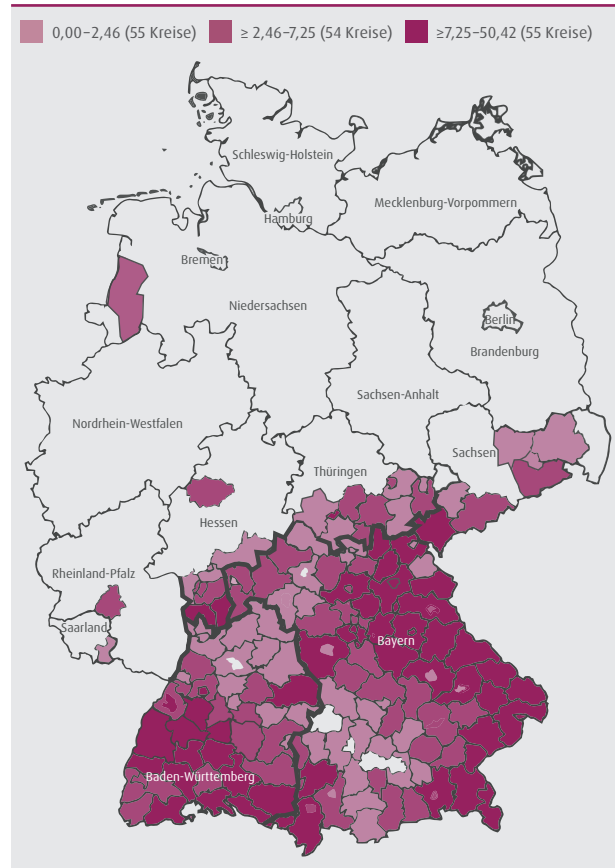 0,00–2,46 (55 Kreise) ≥ 2,46–7,25 (54 Kreise) ≥7,25–50,42 (55 Kreise)
Schleswig-Holstein
Mecklenburg-Vorpommern
Hamburg
Bremen
Niedersachsen
Berlin
Brandenburg
Sachsen-Anhalt
Nordrhein-Westfalen
Sachsen
Thüringen
Hessen
Rheinland-Pfalz
Saarland
Bayern
Baden-Württemberg